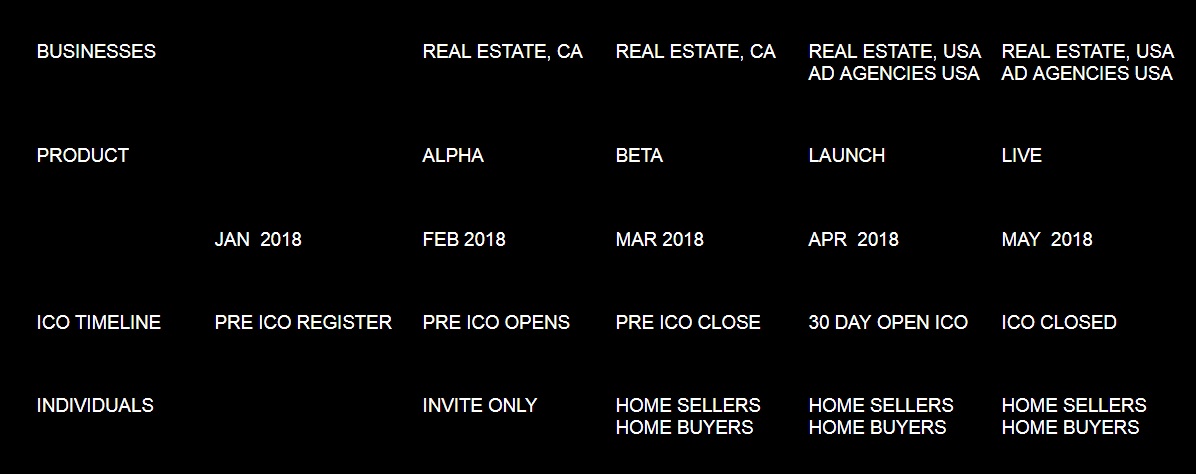 BUSINESSES REAL ESTATE, CA REAL ESTATE, CA REAL ESTATE, USA REAL ESTATE, USA
AD AGENCIES USA AD AGENCIES USA
PRODUCT ALPHA BETA LAUNCH LIVE
JAN 2018 FEB 2018 MAR 2018 APR 2018 MAY 2018
ICO TIMELINE PRE ICO REGISTER PRE ICO OPENS PRE ICO CLOSE 30 DAY OPEN ICO ICO CLOSED
INDIVIDUALS INVITE ONLY HOME SELLERS HOME SELLERS HOME SELLERS
HOME BUYERS HOME BUYERS HOME BUYERS